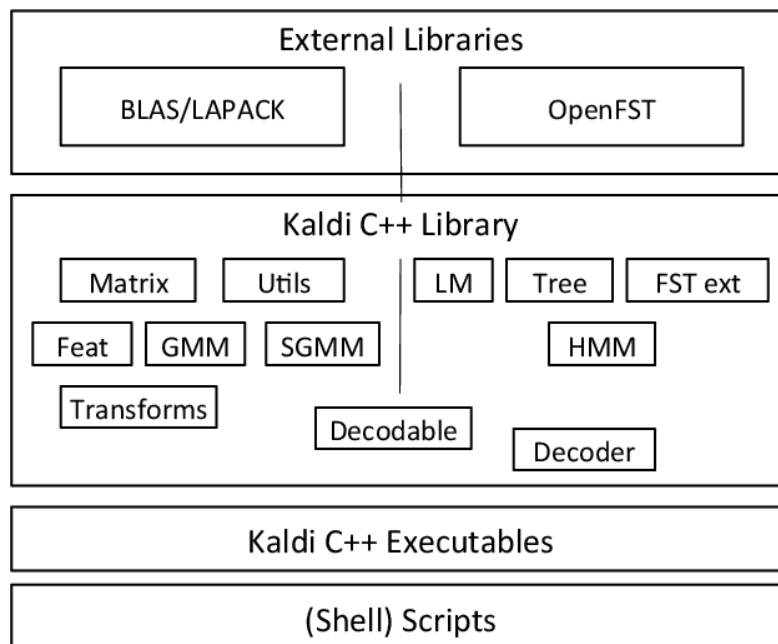 External Libraries
BLAS/LAPACK OpenFST
Kaldi C++ Library
Matrix Utils LM Tree FST ext
Feat GMM SGMM HMM
Transforms
Decodable
Decoder
Kaldi C++ Executables
(Shell) Scripts